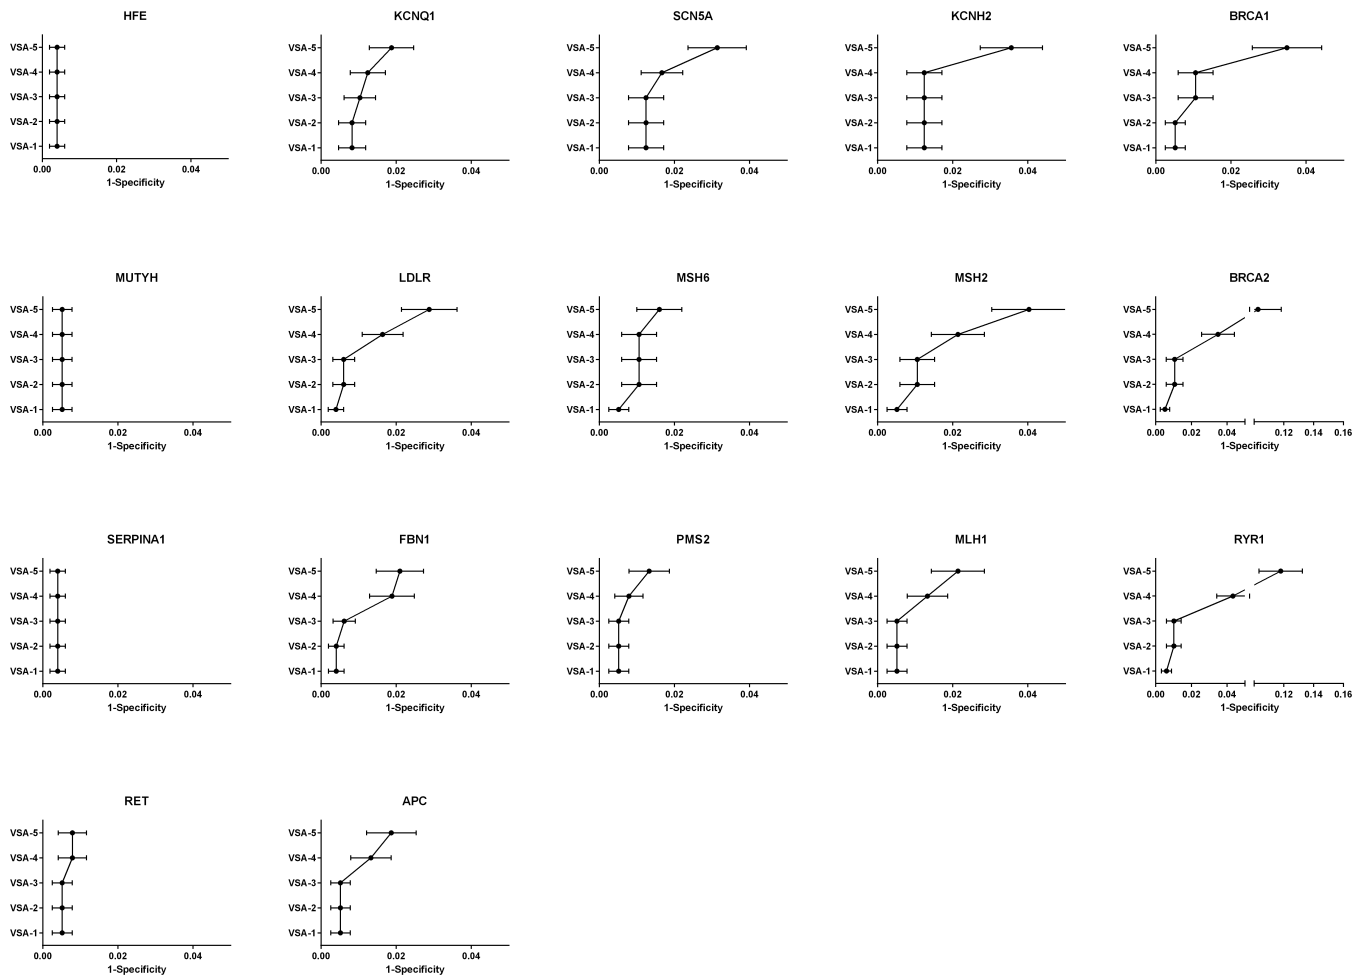 HFE
KCNQ1
SCN5A
KCNH2
BRCA1
VSA-5
VSA-4
VSA-3
VSA-2
VSA-1
0.00 0.02 0.04
1-Specificity
VSA-5
VSA-4
VSA-3
VSA-2
VSA-1
0.00 0.02 0.04
1-Specificity
VSA-5
VSA-4
VSA-3
VSA-2
VSA-1
0.00 0.02 0.04
1-Specificity
VSA-5
VSA-4
VSA-3
VSA-2
VSA-1
0.00 0.02 0.04
1-Specificity
VSA-5
VSA-4
VSA-3
VSA-2
VSA-1
0.00 0.02 0.04
1-Specificity
MUTYH
LDLR
MSH6
MSH2
BRCA2
VSA-5
VSA-4
VSA-3
VSA-2
VSA-1
0.00 0.02 0.04
1-Specificity
VSA-5
VSA-4
VSA-3
VSA-2
VSA-1
0.00 0.02 0.04
1-Specificity
VSA-5
VSA-4
VSA-3
VSA-2
VSA-1
0.00 0.02 0.04
1-Specificity
VSA-5
VSA-4
VSA-3
VSA-2
VSA-1
0.00 0.02 0.04
1-Specificity
VSA-5
VSA-4
VSA-3
VSA-2
VSA-1
0.00 0.02 0.04 0.12 0.14 0.16
1-Specificity
SERPINA1
FBN1
PMS2
MLH1
RYR1
VSA-5
VSA-4
VSA-3
VSA-2
VSA-1
0.00 0.02 0.04
1-Specificity
VSA-5
VSA-4
VSA-3
VSA-2
VSA-1
0.00 0.02 0.04
1-Specificity
VSA-5
VSA-4
VSA-3
VSA-2
VSA-1
0.00 0.02 0.04
1-Specificity
VSA-5
VSA-4
VSA-3
VSA-2
VSA-1
0.00 0.02 0.04
1-Specificity
VSA-5
VSA-4
VSA-3
VSA-2
VSA-1
0.00 0.02 0.04 0.12 0.14 0.16
1-Specificity
RET
APC
VSA-5
VSA-4
VSA-3
VSA-2
VSA-1
0.00 0.02 0.04
1-Specificity
VSA-5
VSA-4
VSA-3
VSA-2
VSA-1
0.00 0.02 0.04
1-Specificity